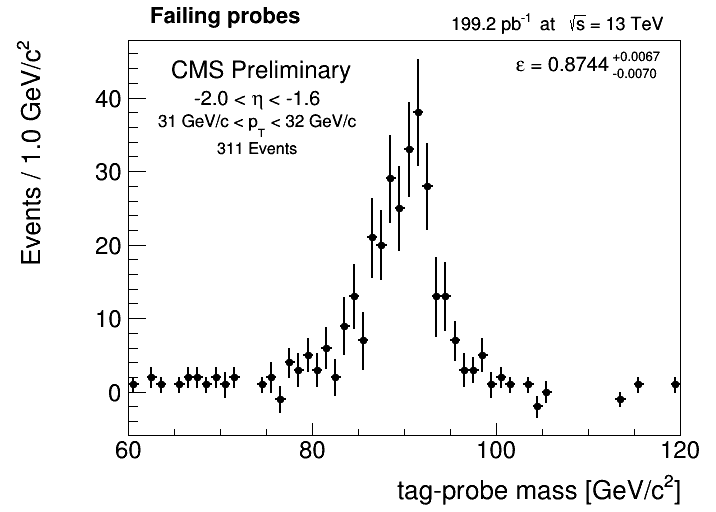 Failing probes
199.2 pb⁻¹ at √s = 13 TeV
CMS Preliminary
-2.0 < η < -1.6
31 GeV/c < p_T < 32 GeV/c
311 Events
ε = 0.8744 +0.0067 -0.0070
Events / 1.0 GeV/c²
40
30
20
10
0
60 80 100 120
tag-probe mass [GeV/c²]